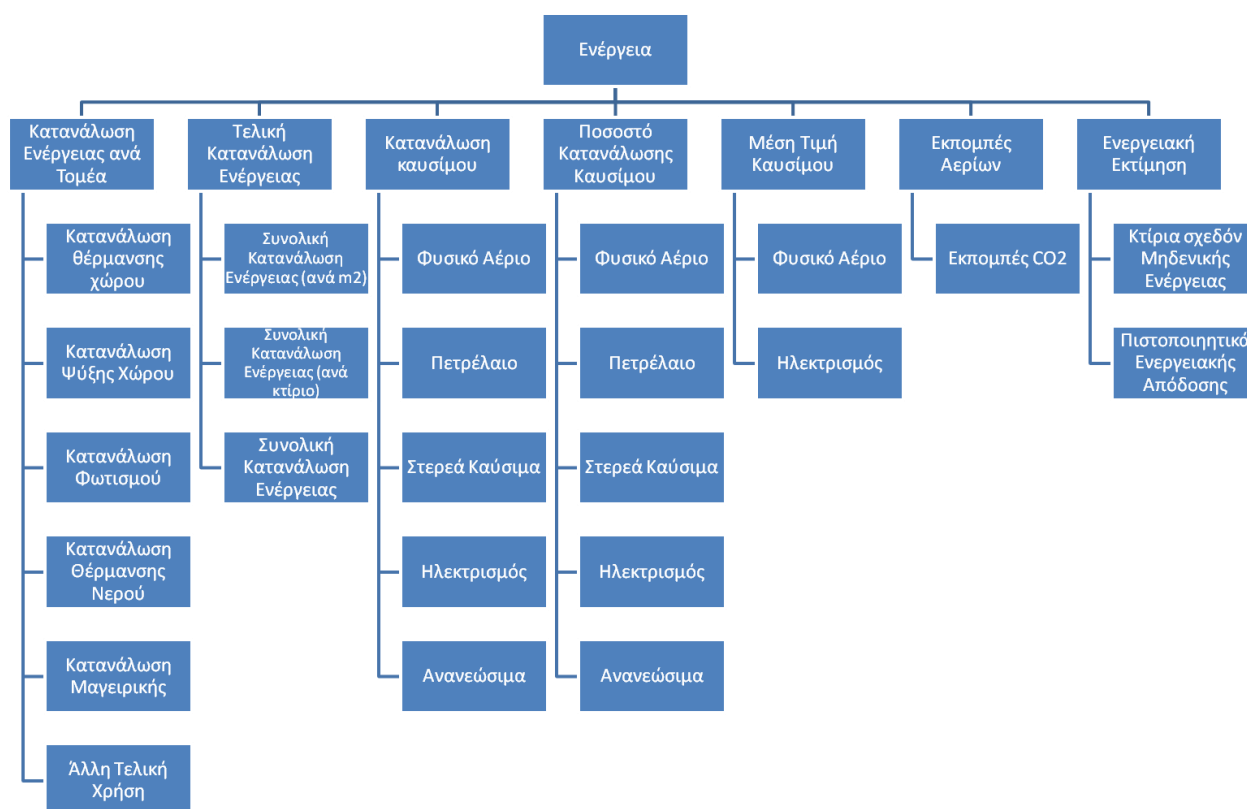 Ενέργεια
Κατανάλωση
Ενέργειας ανά
Τομέα
Κατανάλωση
θέρμανσης
χώρου
Κατανάλωση
Ψύξης Χώρου
Κατανάλωση
Φωτισμού
Κατανάλωση
Θέρμανσης
Νερού
Κατανάλωση
Μαγειρικής
Άλλη Τελική
Χρήση
Τελική
Κατανάλωση
Ενέργειας
Συνολική
Κατανάλωση
Ενέργειας (ανά m2)
Συνολική
Κατανάλωση
Ενέργειας (ανά
κτίριο)
Συνολική
Κατανάλωση
Ενέργειας
Κατανάλωση
καυσίμου
Φυσικό Αέριο
Πετρέλαιο
Στερεά Καύσιμα
Ηλεκτρισμός
Ανανεώσιμα
Ποσοστό
Κατανάλωσης
Καυσίμου
Φυσικό Αέριο
Πετρέλαιο
Στερεά Καύσιμα
Ηλεκτρισμός
Ανανεώσιμα
Μέση Τιμή
Καυσίμου
Φυσικό Αέριο
Ηλεκτρισμός
Εκπομπές
Αερίων
Εκπομπές CO2
Ενεργειακή
Εκτίμηση
Κτίρια σχεδόν
Μηδενικής
Ενέργειας
Πιστοποιητικά
Ενεργειακής
Απόδοσης